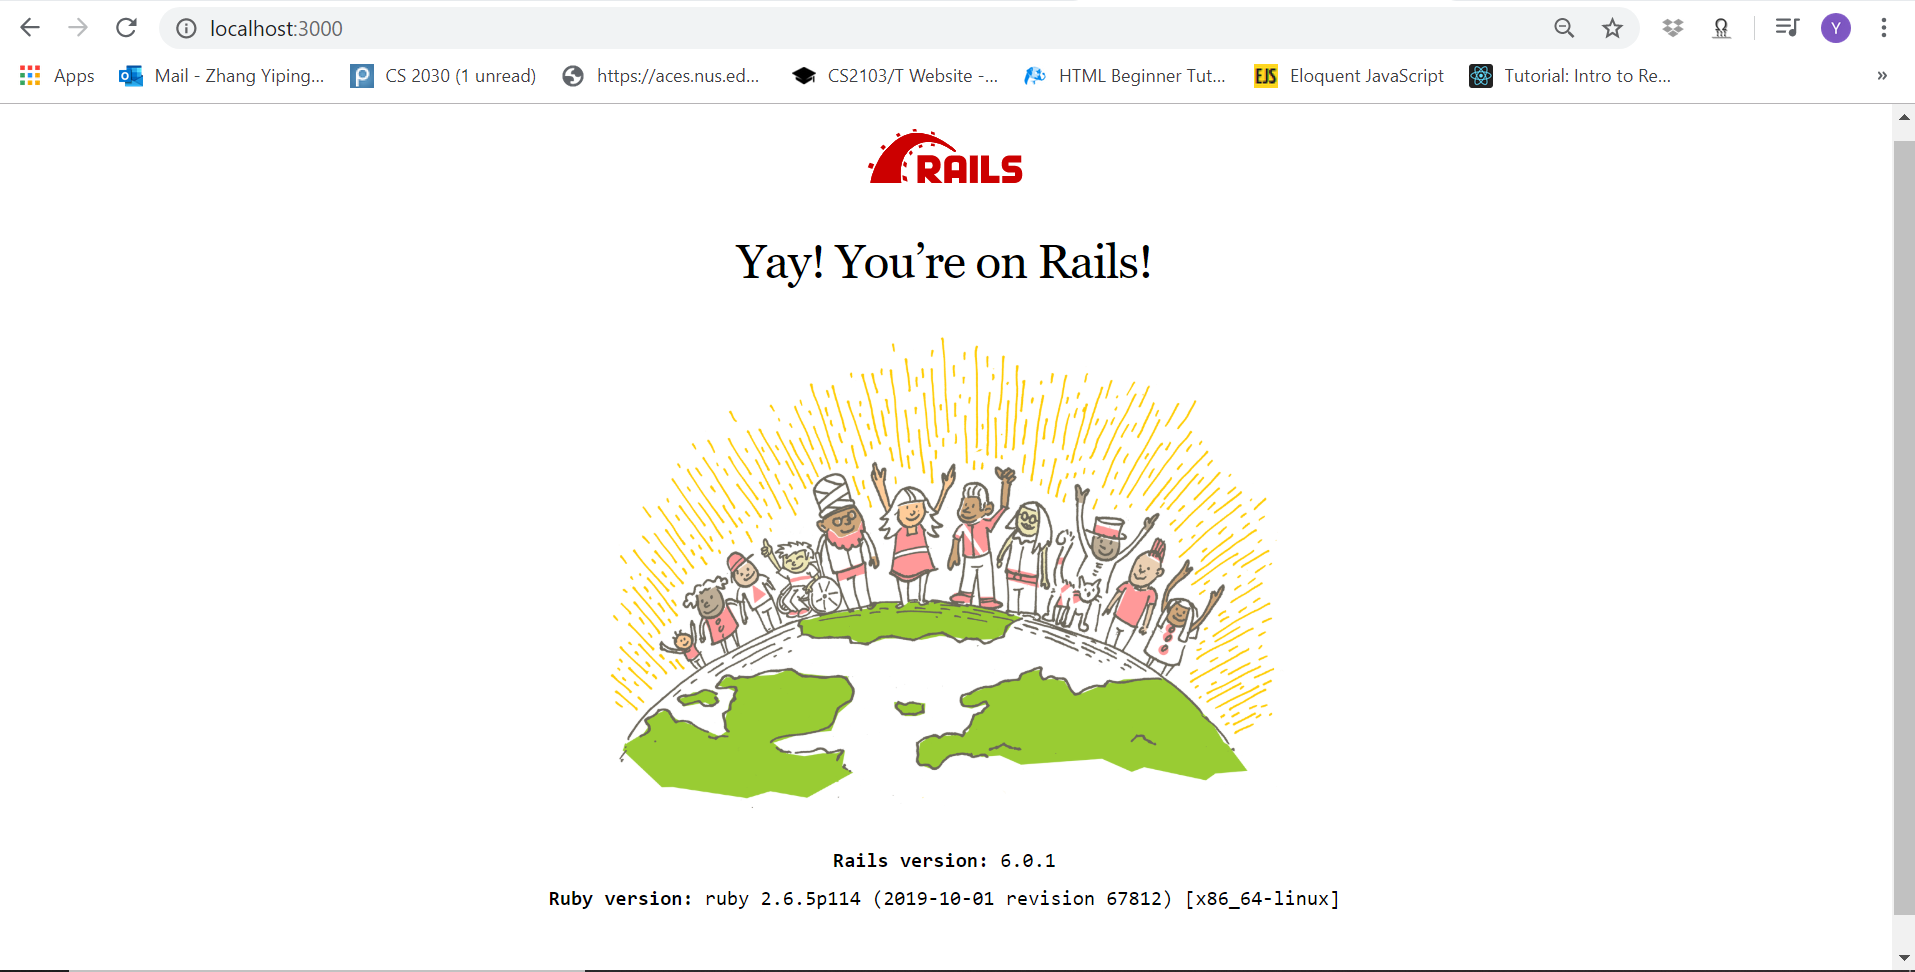 localhost:3000
Y
Apps Mail - Zhang Yiping... CS 2030 (1 unread) https://aces.nus.ed... CS2103/T Website -... HTML Beginner Tut... EJS Eloquent JavaScript Tutorial: Intro to Re... »
RAILS
Yay! You’re on Rails!
Rails version: 6.0.1
Ruby version: ruby 2.6.5p114 (2019-10-01 revision 67812) [x86_64-linux]